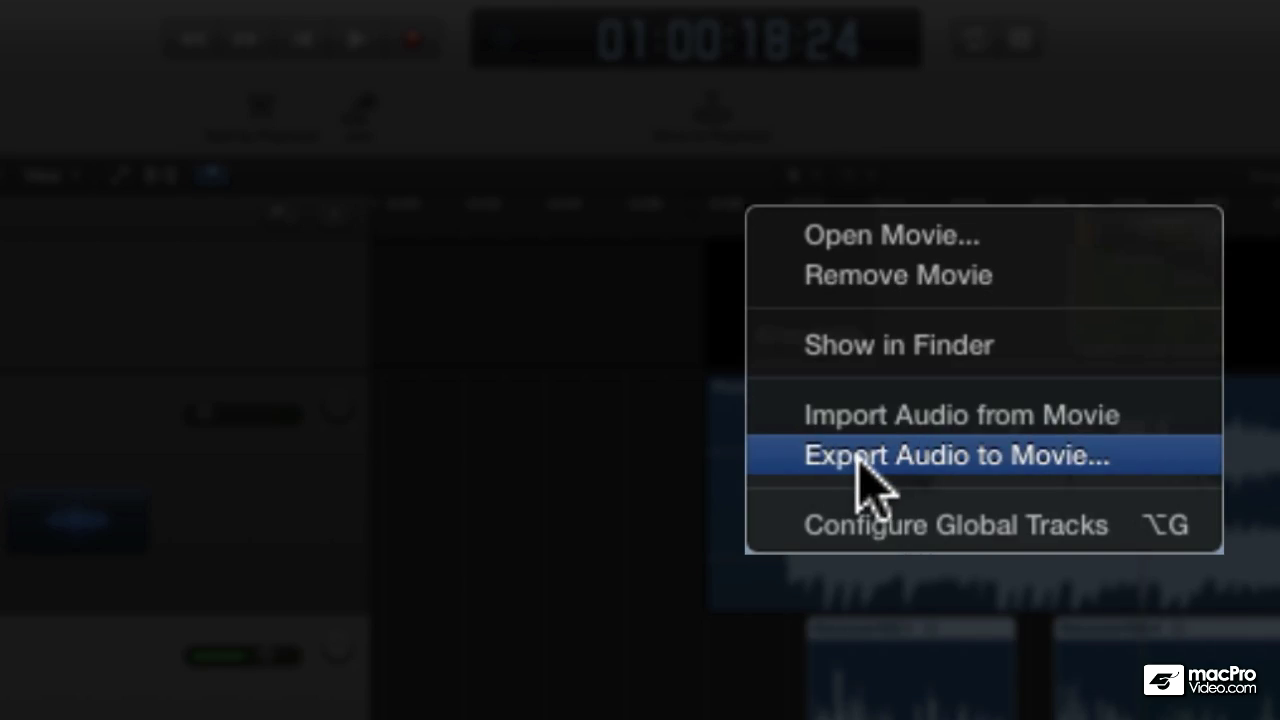 01:00:18:24
Open Movie...
Remove Movie
Show in Finder
Import Audio from Movie
Export Audio to Movie...
Configure Global Tracks ⌥G
macPro
Video.com